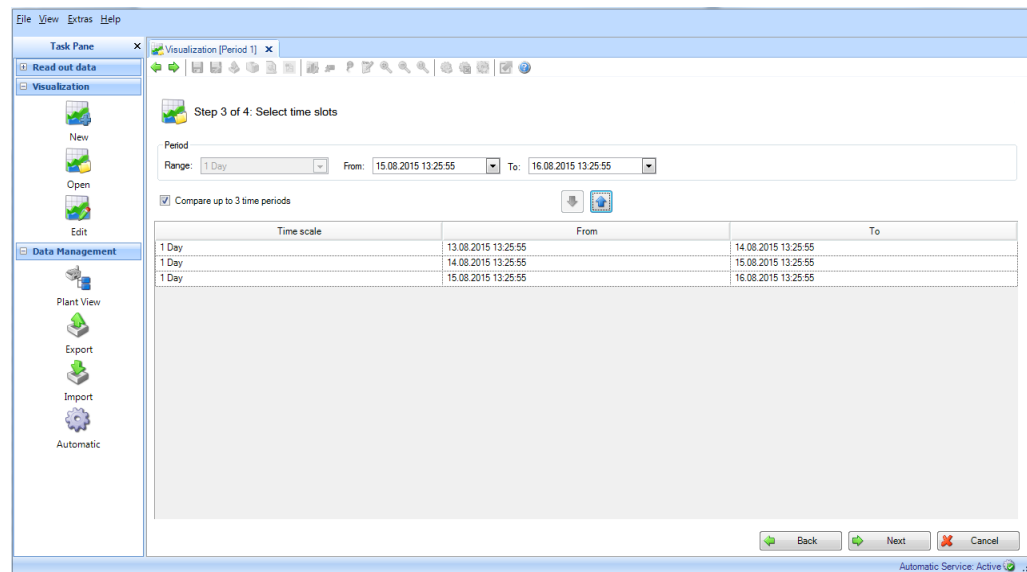 File View Extras Help
Task Pane
Visualization [Period 1]
Read out data
Visualization
New
Open
Edit
Data Management
Plant View
Export
Import
Automatic
Step 3 of 4: Select time slots
Period
Range: 1 Day From: 15.08.2015 13:25:55 To: 16.08.2015 13:25:55
Compare up to 3 time periods
Time scale From To
1 Day 13.08.2015 13:25:55 14.08.2015 13:25:55
1 Day 14.08.2015 13:25:55 15.08.2015 13:25:55
1 Day 15.08.2015 13:25:55 16.08.2015 13:25:55
Back Next Cancel
Automatic Service: Active